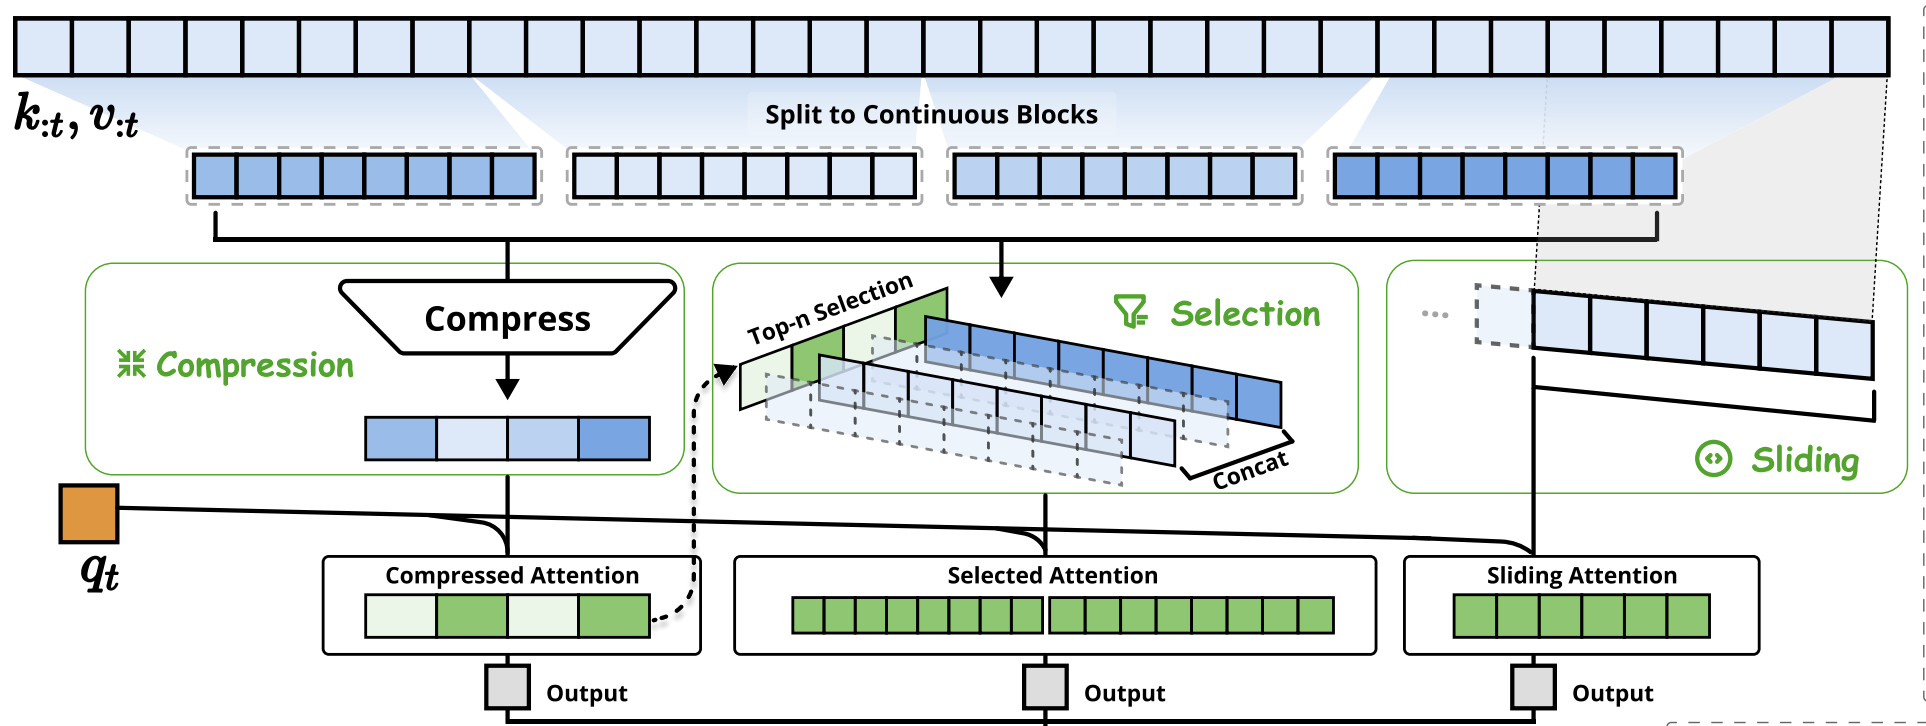 k:t, v:t
Split to Continuous Blocks
Compress
Compression
Top-n Selection
Selection
Concat
...
Sliding
qt
Compressed Attention
Selected Attention
Sliding Attention
Output
Output
Output